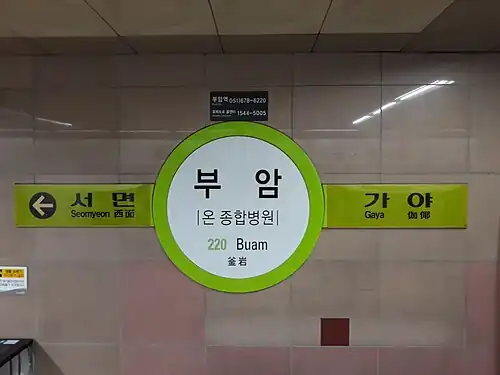 부암역 051)678-6220
1544-5005
부 암
|온 종합병원|
220 Buam
釜岩
서 면
Seomyeon 西面
가 야
Gaya 伽倻